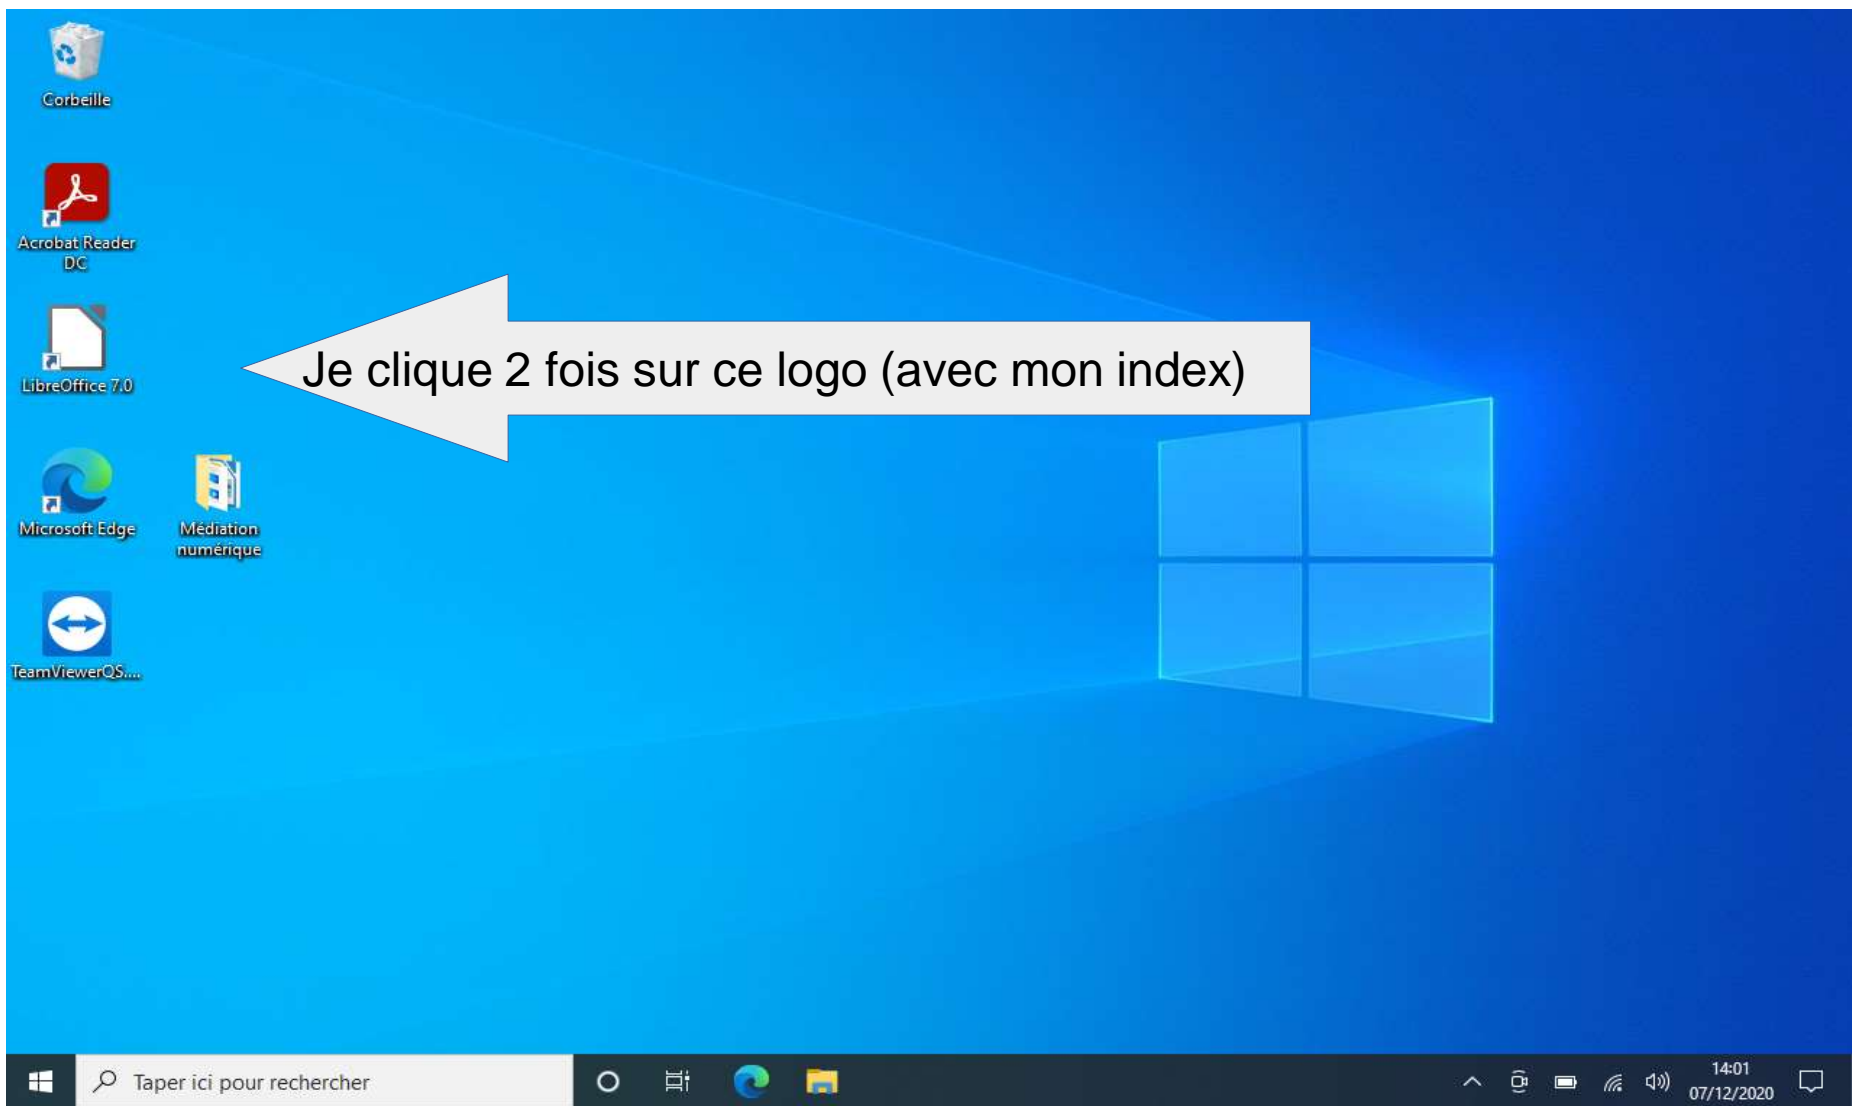 Corbeille
Acrobat Reader
DC
LibreOffice 7.0
Je clique 2 fois sur ce logo (avec mon index)
Microsoft Edge
Médiation
numérique
TeamViewerQS....
Taper ici pour rechercher
14:01
07/12/2020